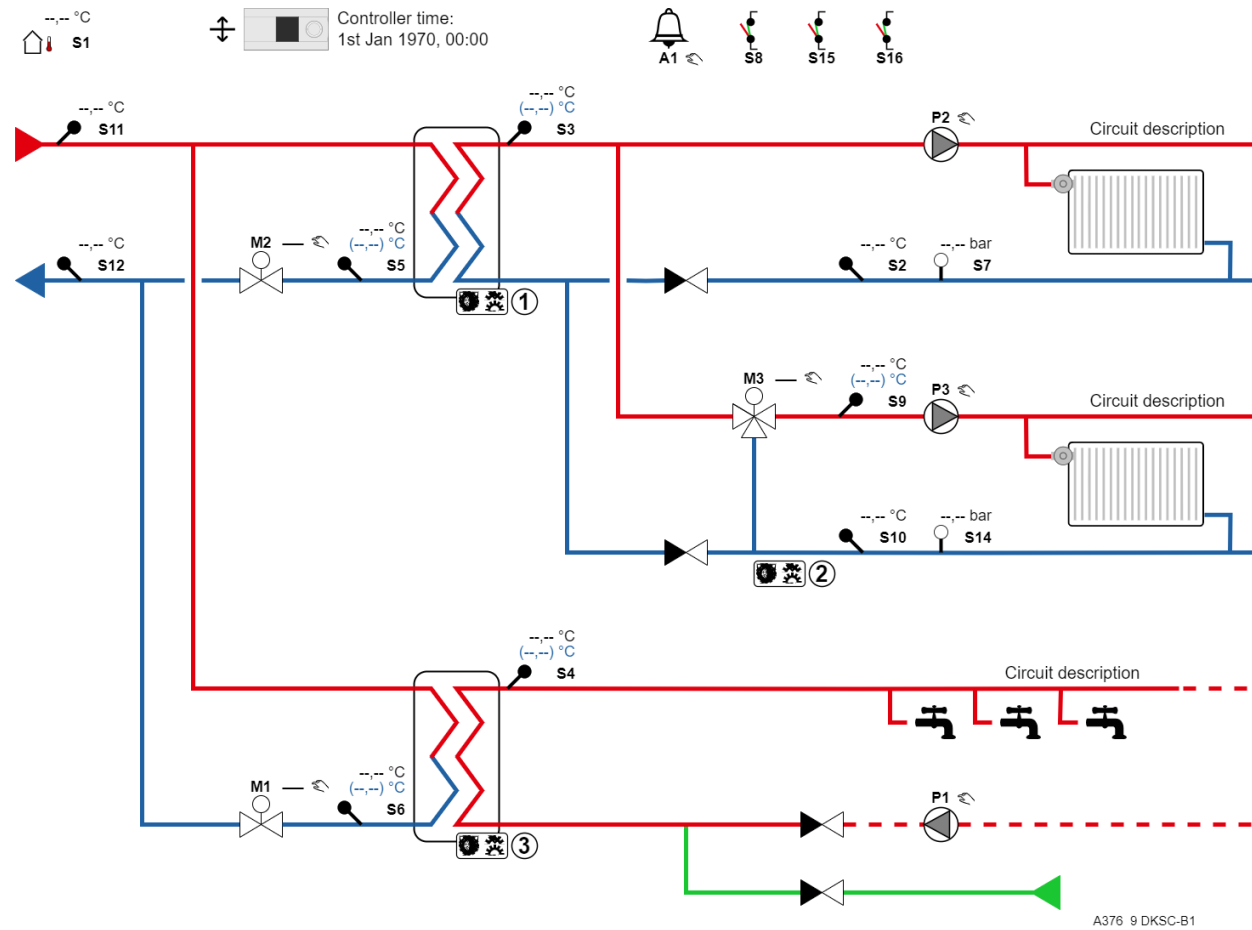 --,-- °C
S1
Controller time:
1st Jan 1970, 00:00
A1
S8
S15
S16
--,-- °C
S11
--,-- °C
(--,--) °C
S3
P2
Circuit description
--,-- °C
S12
M2
--,-- °C
(--,--) °C
S5
--,-- °C
S2
--,-- bar
S7
1
M3
--,-- °C
(--,--) °C
S9
P3
Circuit description
--,-- °C
S10
--,-- bar
S14
2
--,-- °C
(--,--) °C
S4
Circuit description
M1
--,-- °C
(--,--) °C
S6
P1
3
A376 9 DKSC-B1